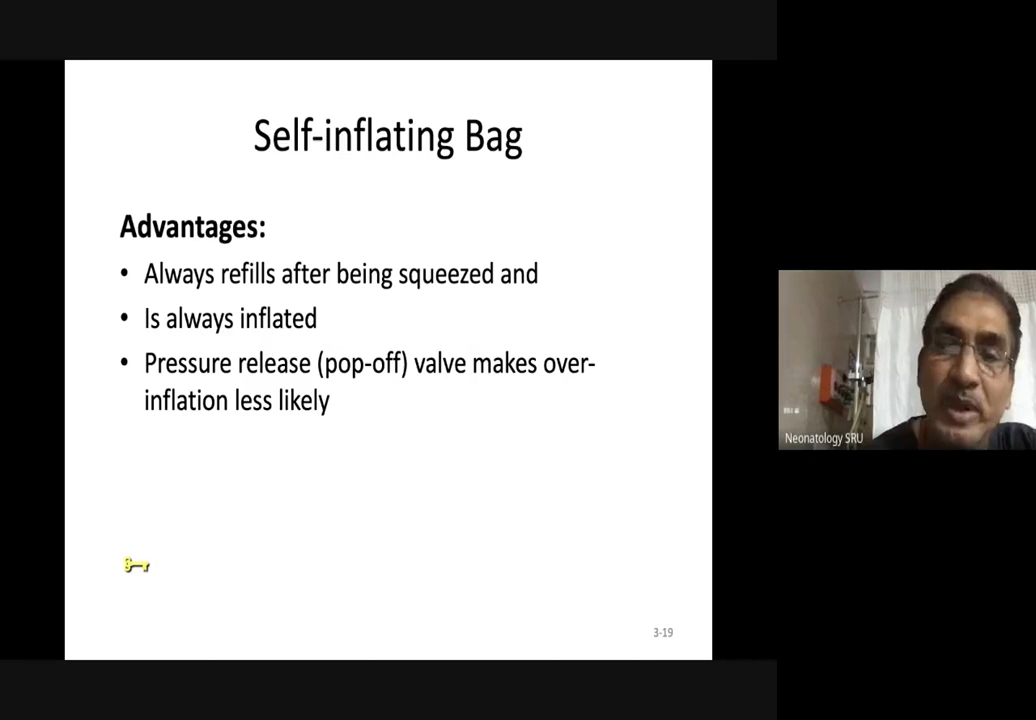 Self-inflating Bag
Advantages:
• Always refills after being squeezed and
• Is always inflated
• Pressure release (pop-off) valve makes over-
inflation less likely
3-19
Neonatology SRU